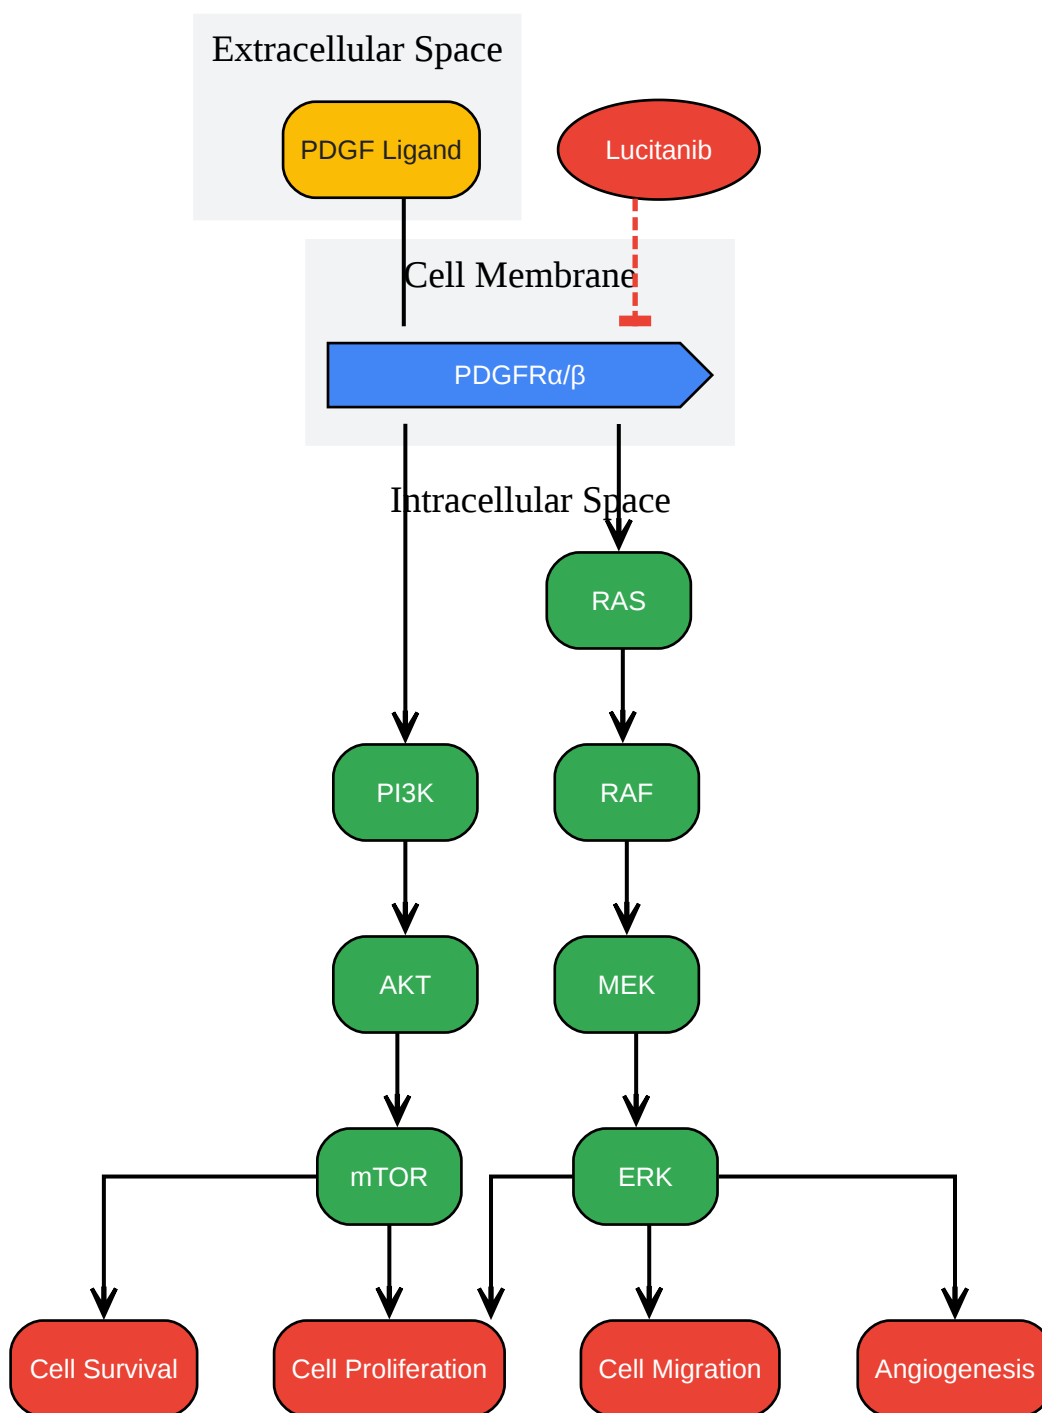 Extracellular Space
PDGF Ligand
Lucitanib
Cell Membrane
PDGFRα/β
Intracellular Space
RAS
PI3K
RAF
AKT
MEK
mTOR
ERK
Cell Survival
Cell Proliferation
Cell Migration
Angiogenesis